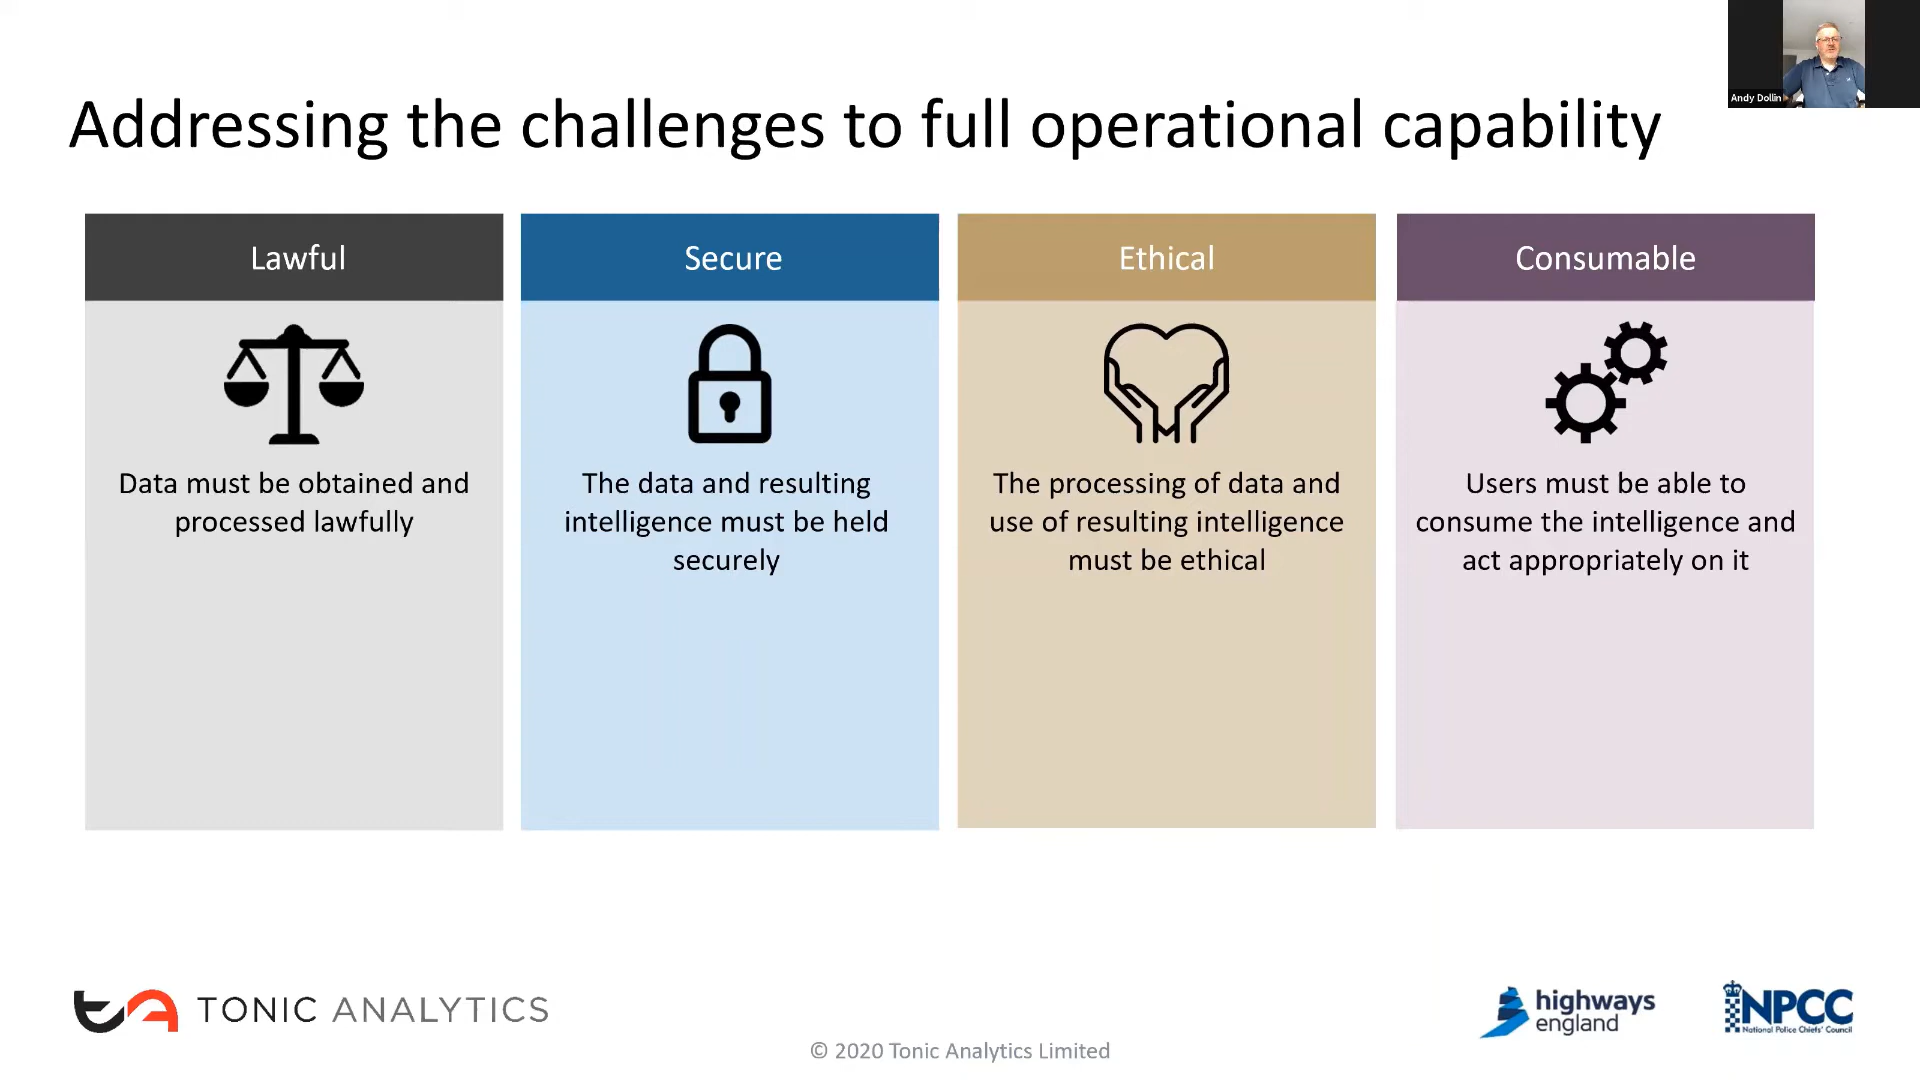 Andy Dollin
Addressing the challenges to full operational capability
Lawful
Data must be obtained and
processed lawfully
Secure
The data and resulting
intelligence must be held
securely
Ethical
The processing of data and
use of resulting intelligence
must be ethical
Consumable
Users must be able to
consume the intelligence and
act appropriately on it
ta TONIC ANALYTICS
© 2020 Tonic Analytics Limited
highways
england
NPCC
National Police Chiefs' Council